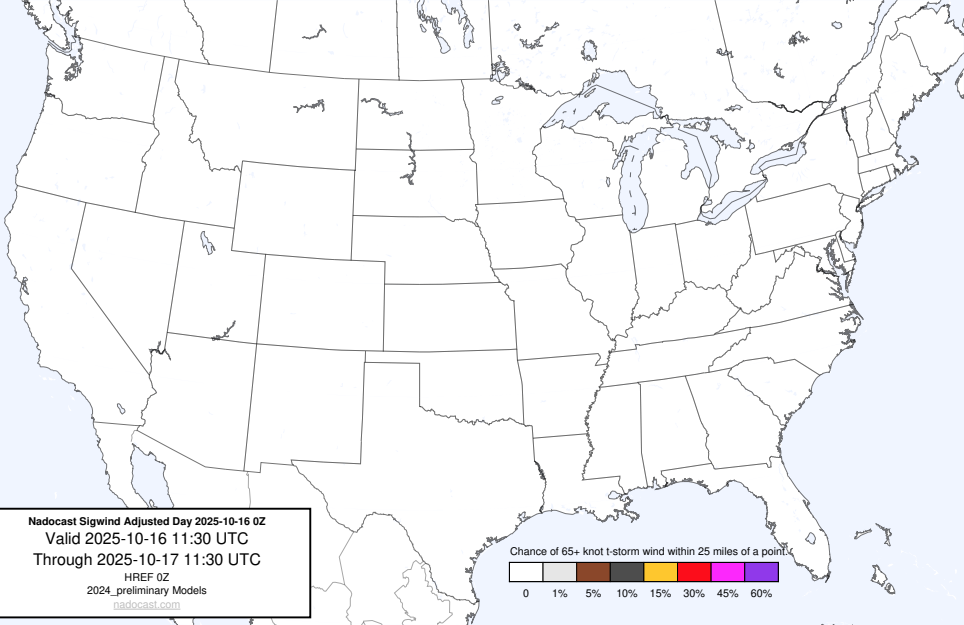 Nadocast Sigwind Adjusted Day 2025-10-16 0Z
Valid 2025-10-16 11:30 UTC
Through 2025-10-17 11:30 UTC
HREF 0Z
2024_preliminary Models
nadocast.com
Chance of 65+ knot t-storm wind within 25 miles of a point.
0 1% 5% 10% 15% 30% 45% 60%